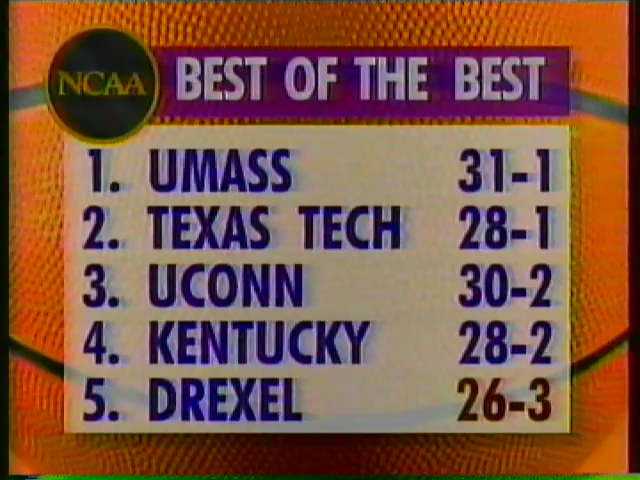 NCAA BEST OF THE BEST
1. UMASS 31-1
2. TEXAS TECH 28-1
3. UCONN 30-2
4. KENTUCKY 28-2
5. DREXEL 26-3